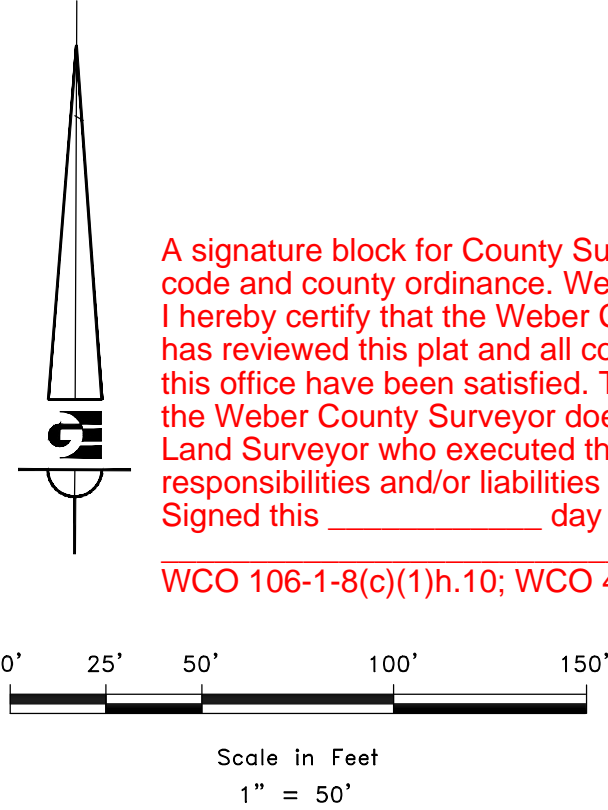 A signature block for County Su
code and county ordinance. We
I hereby certify that the Weber C
has reviewed this plat and all co
this office have been satisfied. T
the Weber County Surveyor doe
Land Surveyor who executed th
responsibilities and/or liabilities
Signed this ____________ day
__________________________
WCO 106-1-8(c)(1)h.10; WCO 4
0' 25' 50' 100' 150'
Scale in Feet
1" = 50'